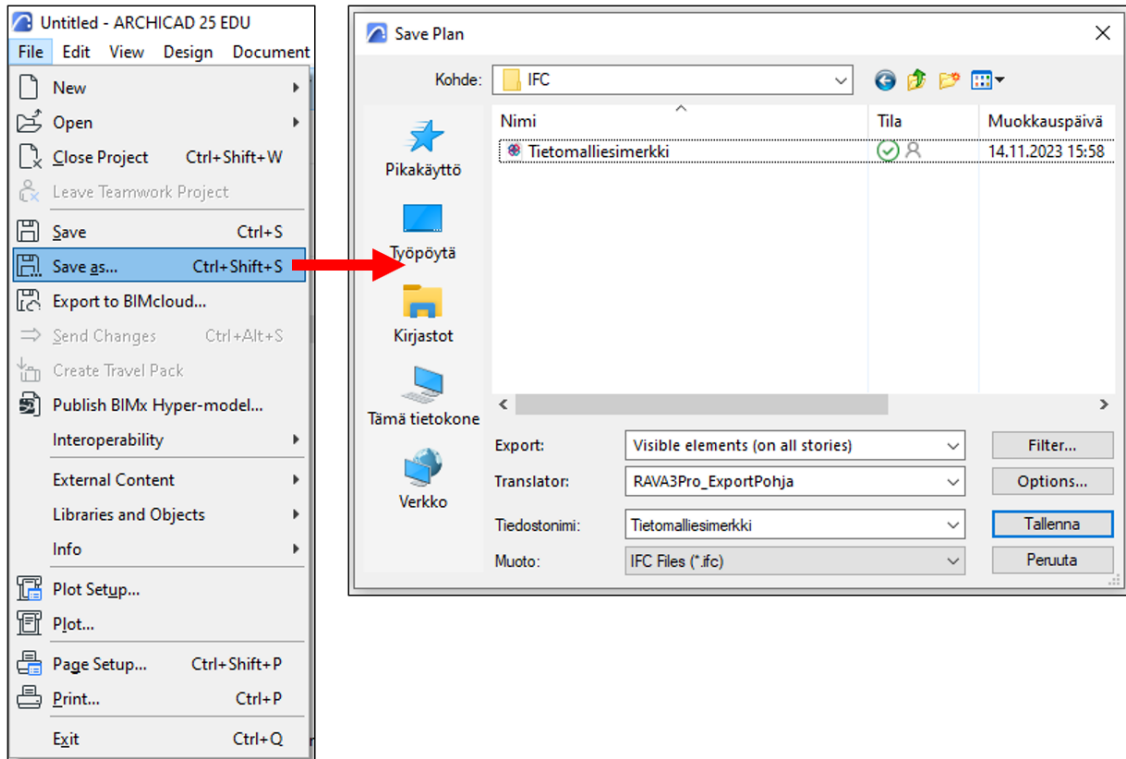 Untitled - ARCHICAD 25 EDU
File Edit View Design Document
New
Open
Close Project Ctrl+Shift+W
Leave Teamwork Project
Save Ctrl+S
Save as... Ctrl+Shift+S
Export to BIMcloud...
Send Changes Ctrl+Alt+S
Create Travel Pack
Publish BIMx Hyper-model...
Interoperability
External Content
Libraries and Objects
Info
Plot Setup...
Plot...
Page Setup... Ctrl+Shift+P
Print... Ctrl+P
Exit Ctrl+Q
Save Plan
Kohde: IFC
Nimi Tila Muokkauspäivä
Tietomalliesimerkki 14.11.2023 15:58
Pikakäyttö
Työpöytä
Kirjastot
Tämä tietokone
Verkko
Export: Visible elements (on all stories) Filter...
Translator: RAVA3Pro_ExportPohja Options...
Tiedostonimi: Tietomalliesimerkki Tallenna
Muoto: IFC Files (*.ifc) Peruuta